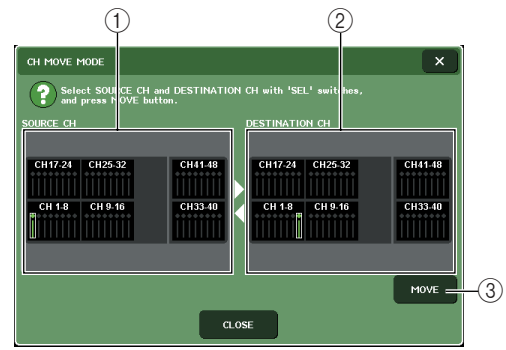 1
2
CH MOVE MODE
Select SOURCE CH and DESTINATION CH with 'SEL' switches,
and press MOVE button.
SOURCE CH
DESTINATION CH
CH17-24 CH25-32 CH41-48
CH 1-8 CH 9-16 CH33-40
CH17-24 CH25-32 CH41-48
CH 1-8 CH 9-16 CH33-40
MOVE
3
CLOSE